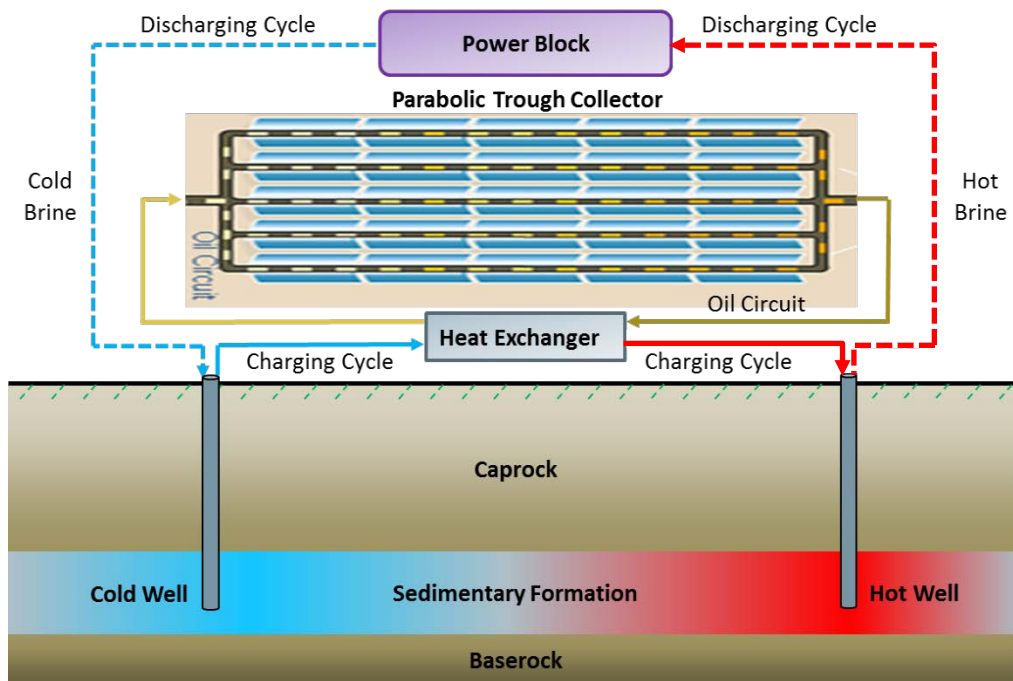 Discharging Cycle
Power Block
Discharging Cycle
Parabolic Trough Collector
Cold
Brine
Hot
Brine
Oil Circuit
Oil Circuit
Heat Exchanger
Charging Cycle
Charging Cycle
Caprock
Cold Well
Sedimentary Formation
Hot Well
Baserock